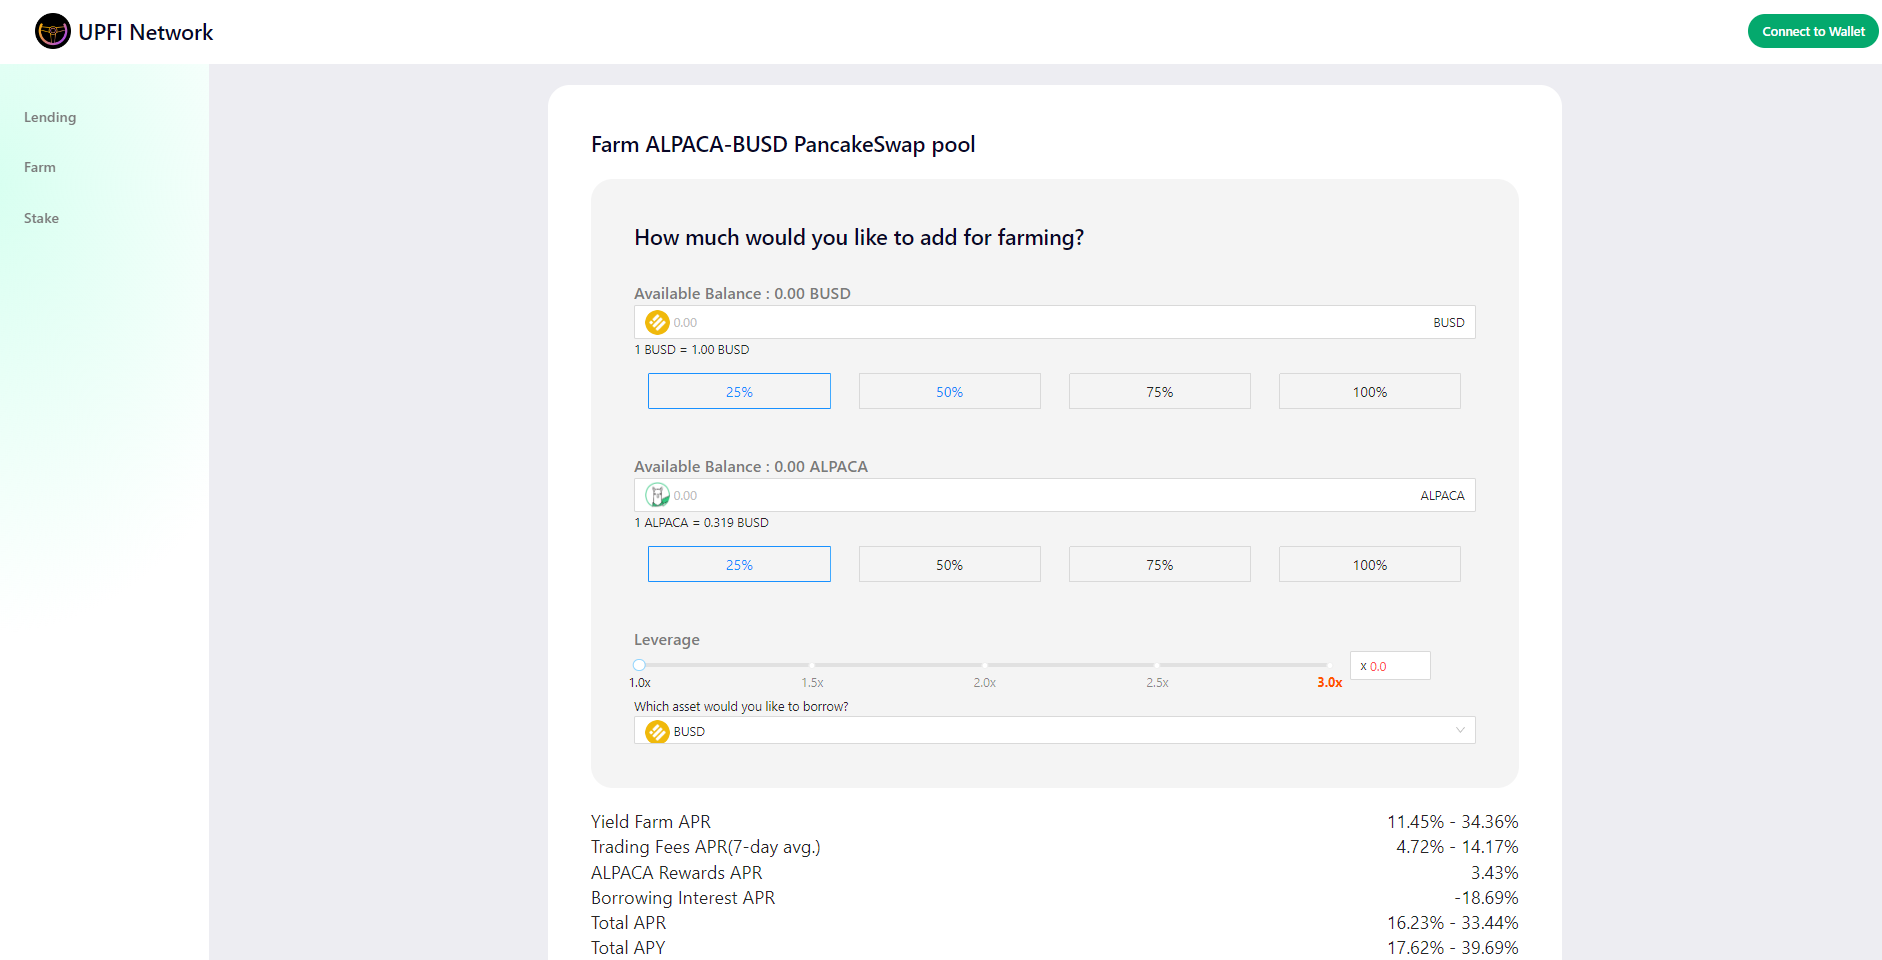 UPFI Network
Connect to Wallet
Lending
Farm
Stake
Farm ALPACA-BUSD PancakeSwap pool
How much would you like to add for farming?
Available Balance : 0.00 BUSD
0.00 BUSD
1 BUSD = 1.00 BUSD
25% 50% 75% 100%
Available Balance : 0.00 ALPACA
0.00 ALPACA
1 ALPACA = 0.319 BUSD
25% 50% 75% 100%
Leverage
x 0.0
1.0x 1.5x 2.0x 2.5x 3.0x
Which asset would you like to borrow?
BUSD
Yield Farm APR 11.45% - 34.36%
Trading Fees APR(7-day avg.) 4.72% - 14.17%
ALPACA Rewards APR 3.43%
Borrowing Interest APR -18.69%
Total APR 16.23% - 33.44%
Total APY 17.62% - 39.69%